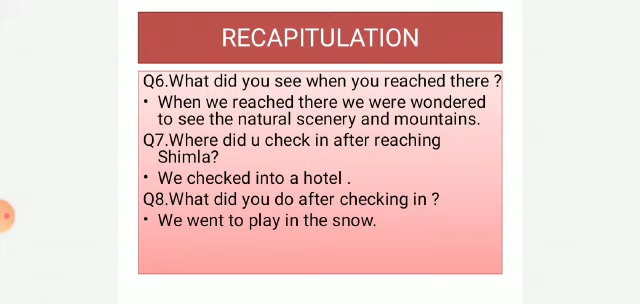 RECAPITULATION
Q6.What did you see when you reached there ?
• When we reached there we were wondered
to see the natural scenery and mountains.
Q7.Where did u check in after reaching
Shimla?
• We checked into a hotel .
Q8.What did you do after checking in ?
• We went to play in the snow.